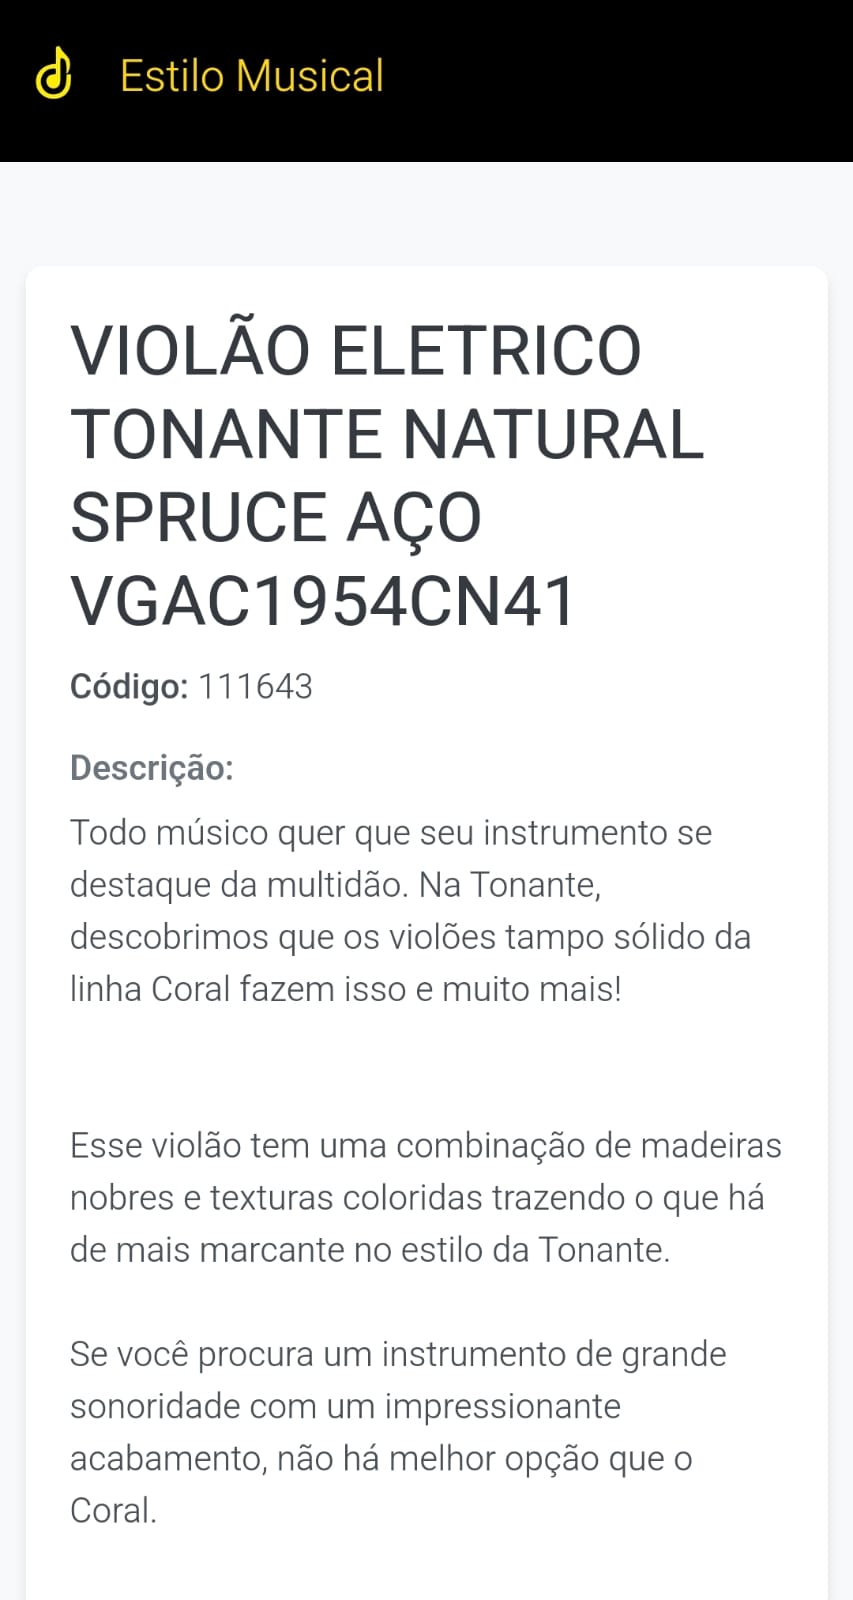 Estilo Musical
VIOLÃO ELETRICO
TONANTE NATURAL
SPRUCE AÇO
VGAC1954CN41
Código: 111643
Descrição:
Todo músico quer que seu instrumento se
destaque da multidão. Na Tonante,
descobrimos que os violões tampo sólido da
linha Coral fazem isso e muito mais!
Esse violão tem uma combinação de madeiras
nobres e texturas coloridas trazendo o que há
de mais marcante no estilo da Tonante.
Se você procura um instrumento de grande
sonoridade com um impressionante
acabamento, não há melhor opção que o
Coral.